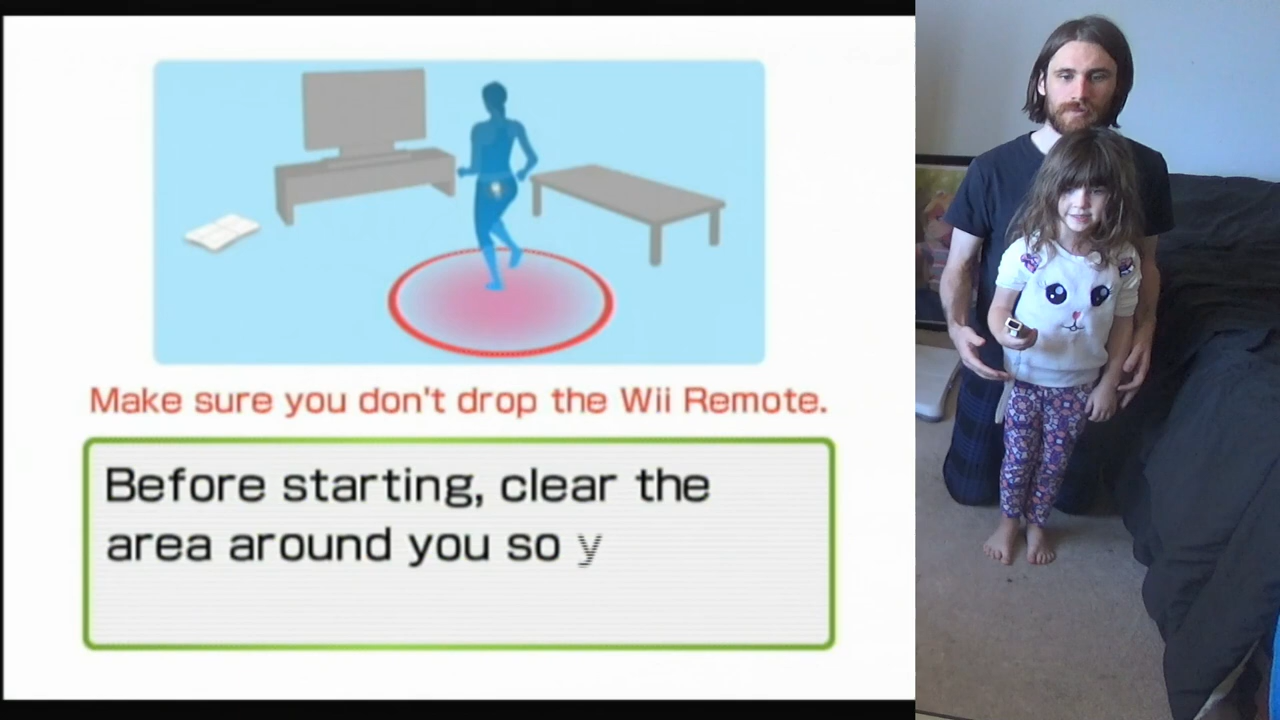 Make sure you don't drop the Wii Remote.
Before starting, clear the
area around you so y